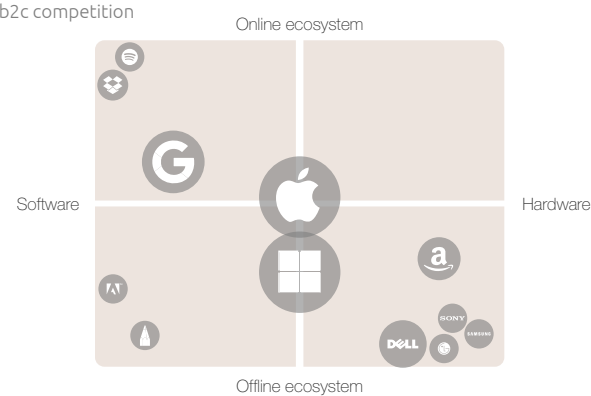 b2c competition
Online ecosystem
Software
Hardware
SONY
SAMSUNG
DELL
Offline ecosystem